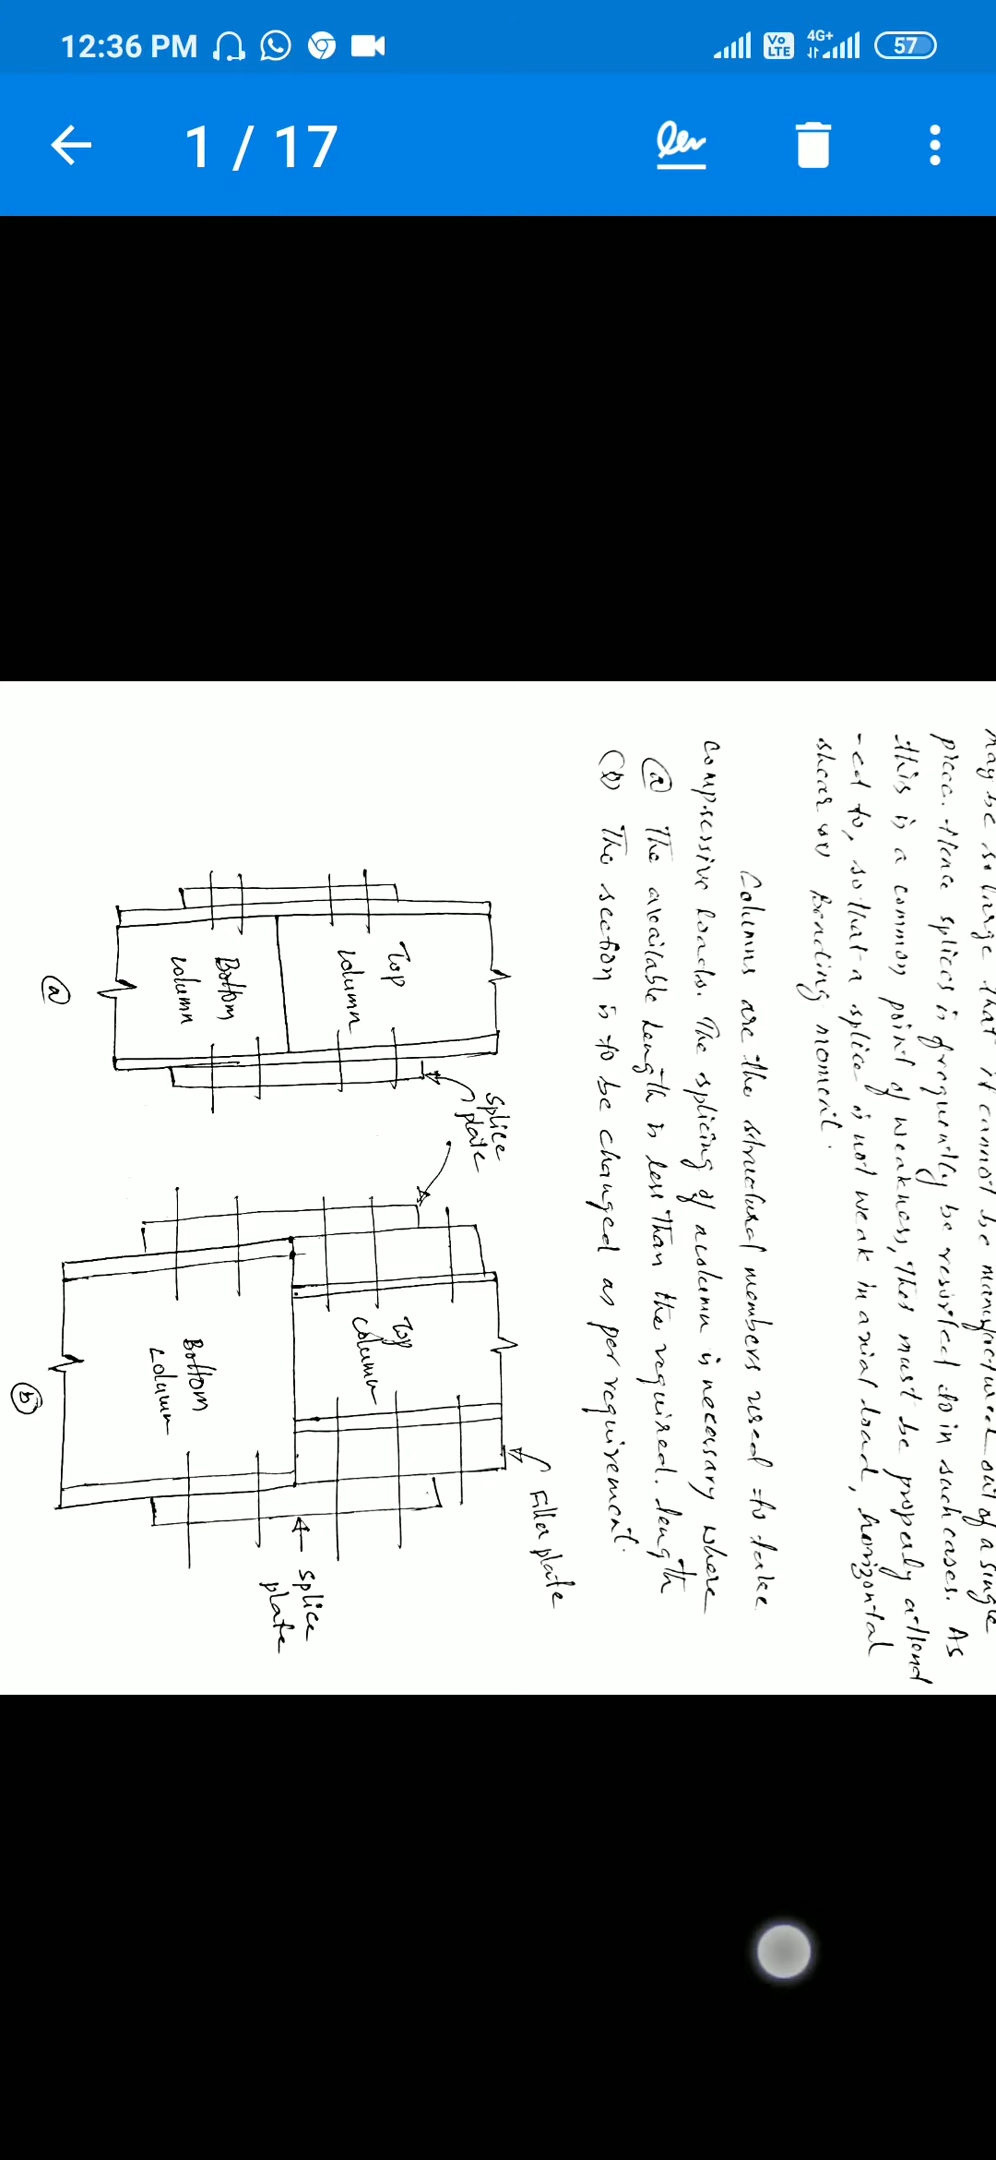 12:36 PM
Vo LTE
4G+
57
1 / 17
may be so large that it cannot be manufactured out of a single
piece. Hence splices is frequently be resorted to in such cases. As
this is a common point of weakness, this must be properly attend
-ed to, so that a splice is not weak in axial load, horizontal
shear or Bending moment.
Columns are the structural members used to take
compressive loads. The splicing of a column is necessary where
(a) The available length is less than the required. length
(b) The section is to be changed as per requirement.
Top column
Bottom column
splice plate
(a)
Filler plate
Top column
Bottom column
splice plate
(b)